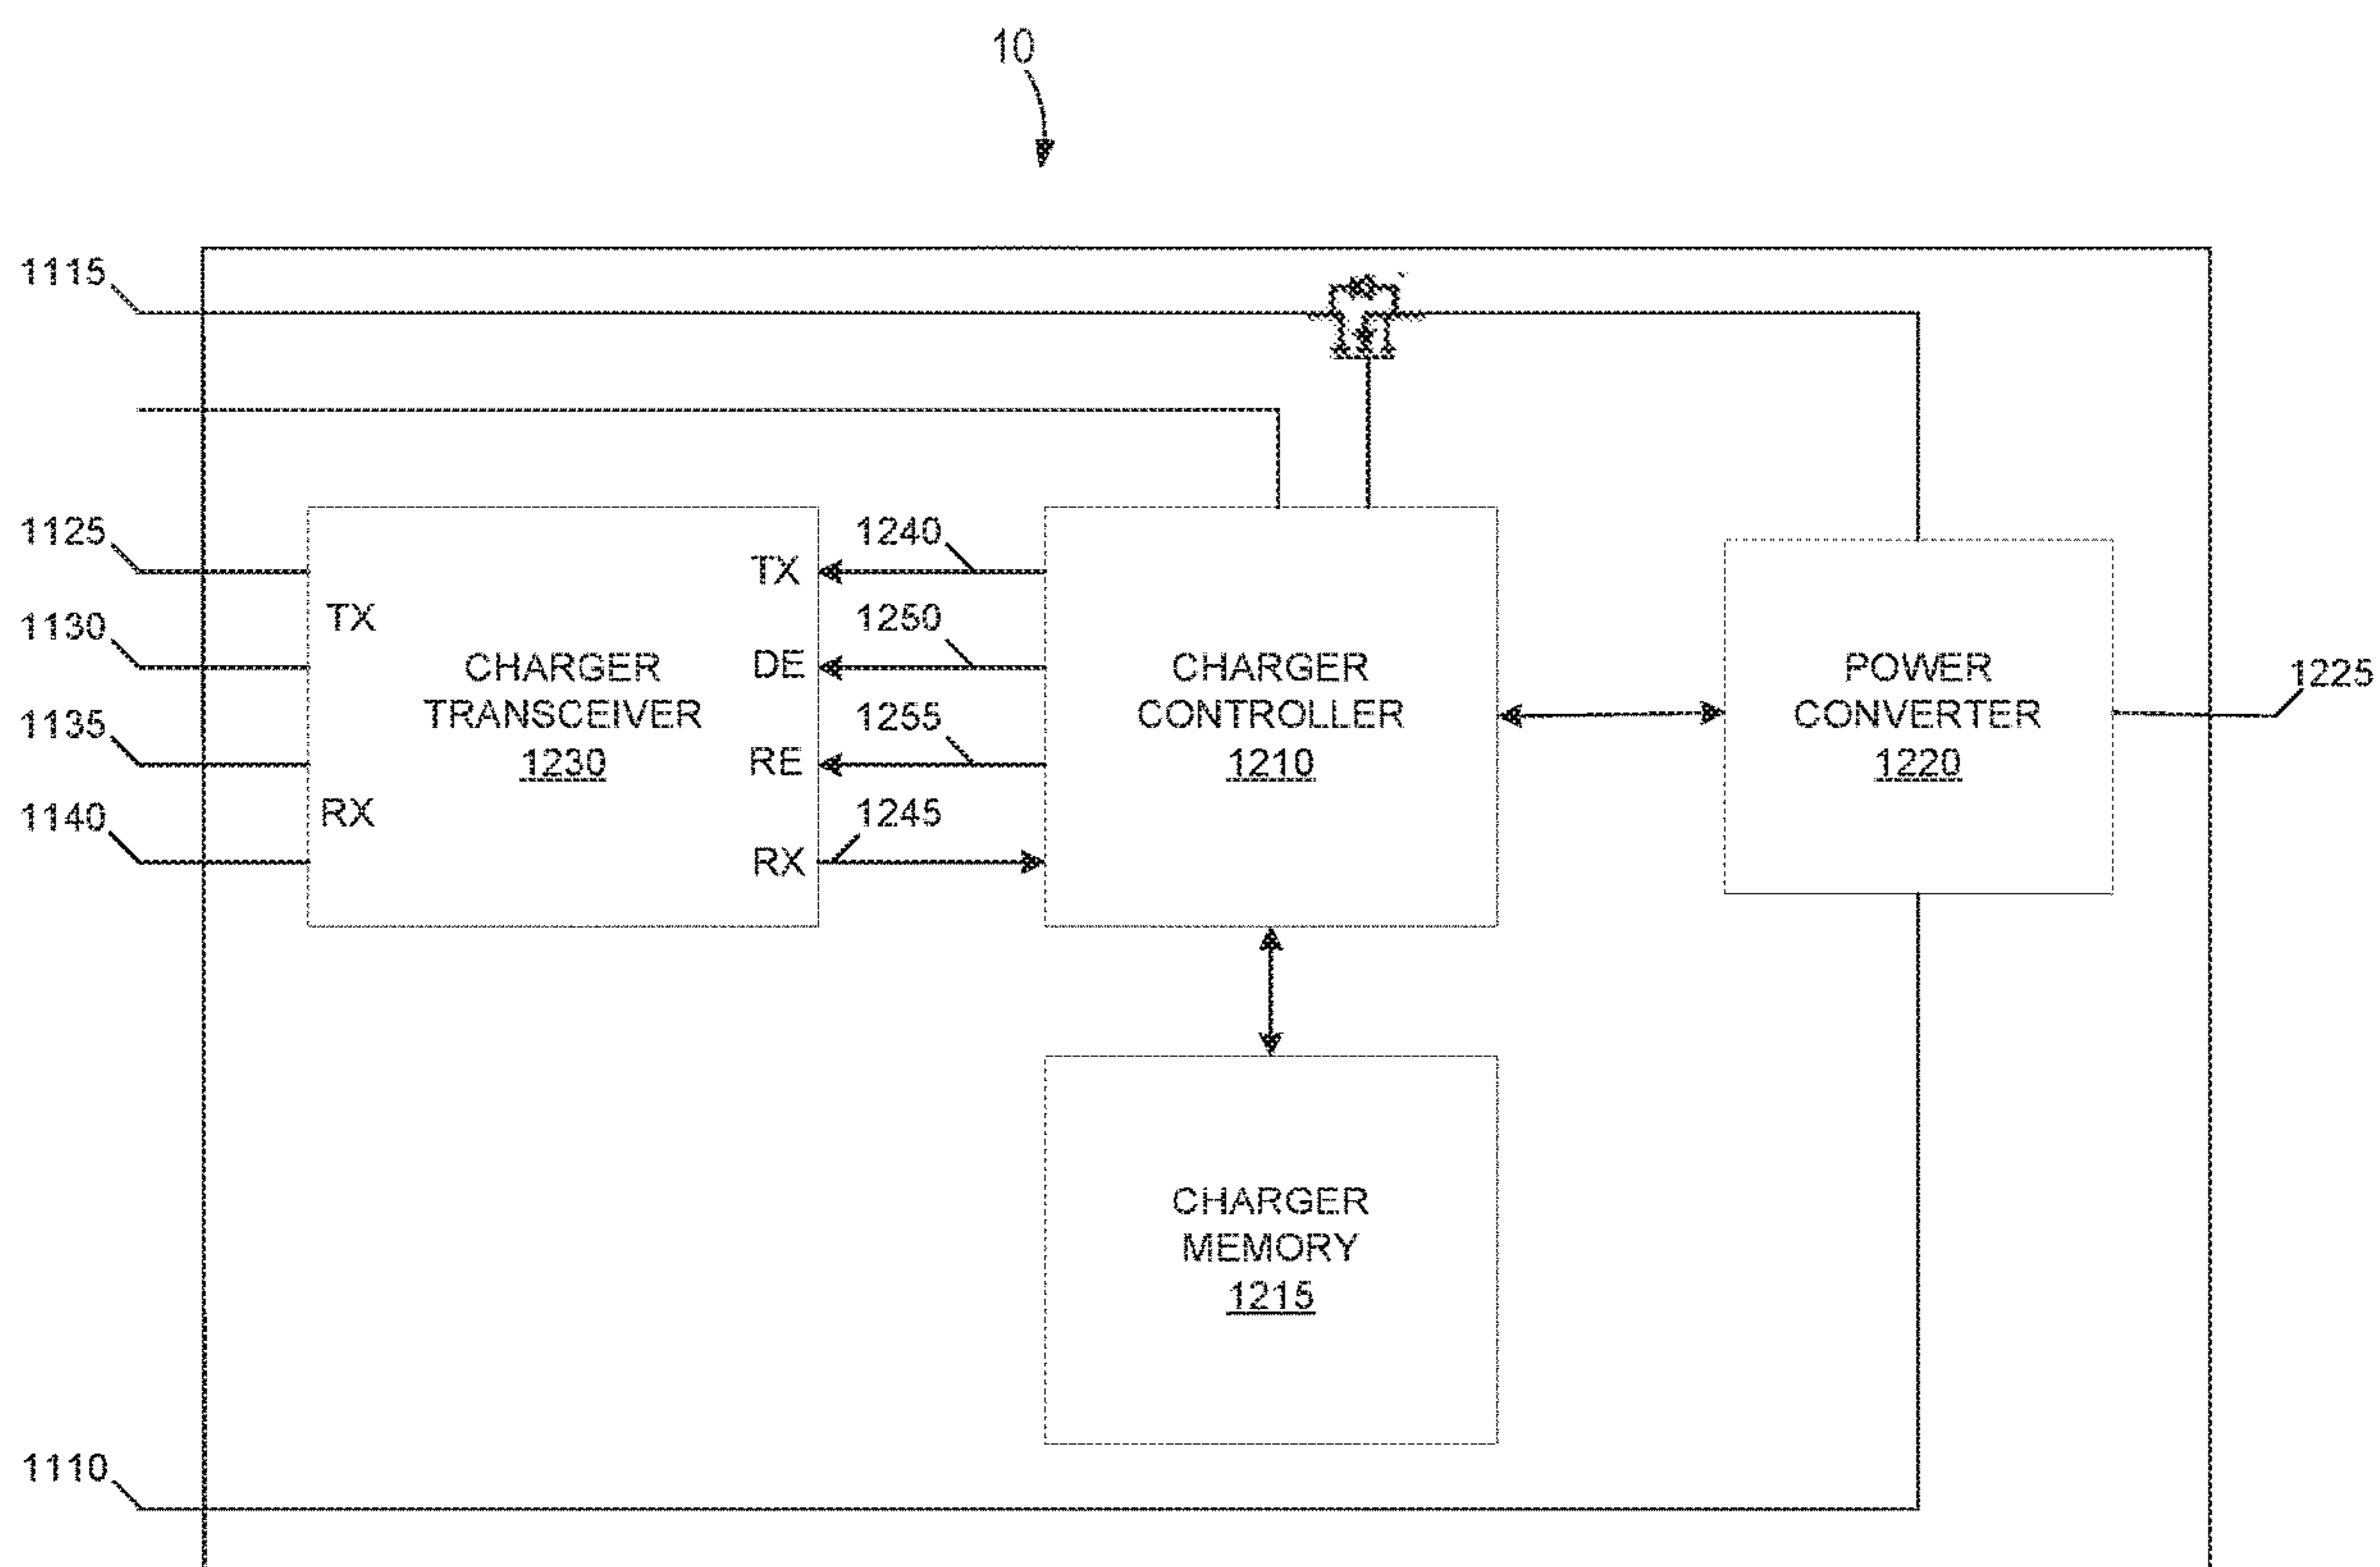 10
1115
1125
1130
1135
1140
TX
RX
CHARGER
TRANSCEIVER
1230
TX
DE
RE
RX
1240
1250
1255
1245
CHARGER
CONTROLLER
1210
POWER
CONVERTER
1220
1225
CHARGER
MEMORY
1215
1110